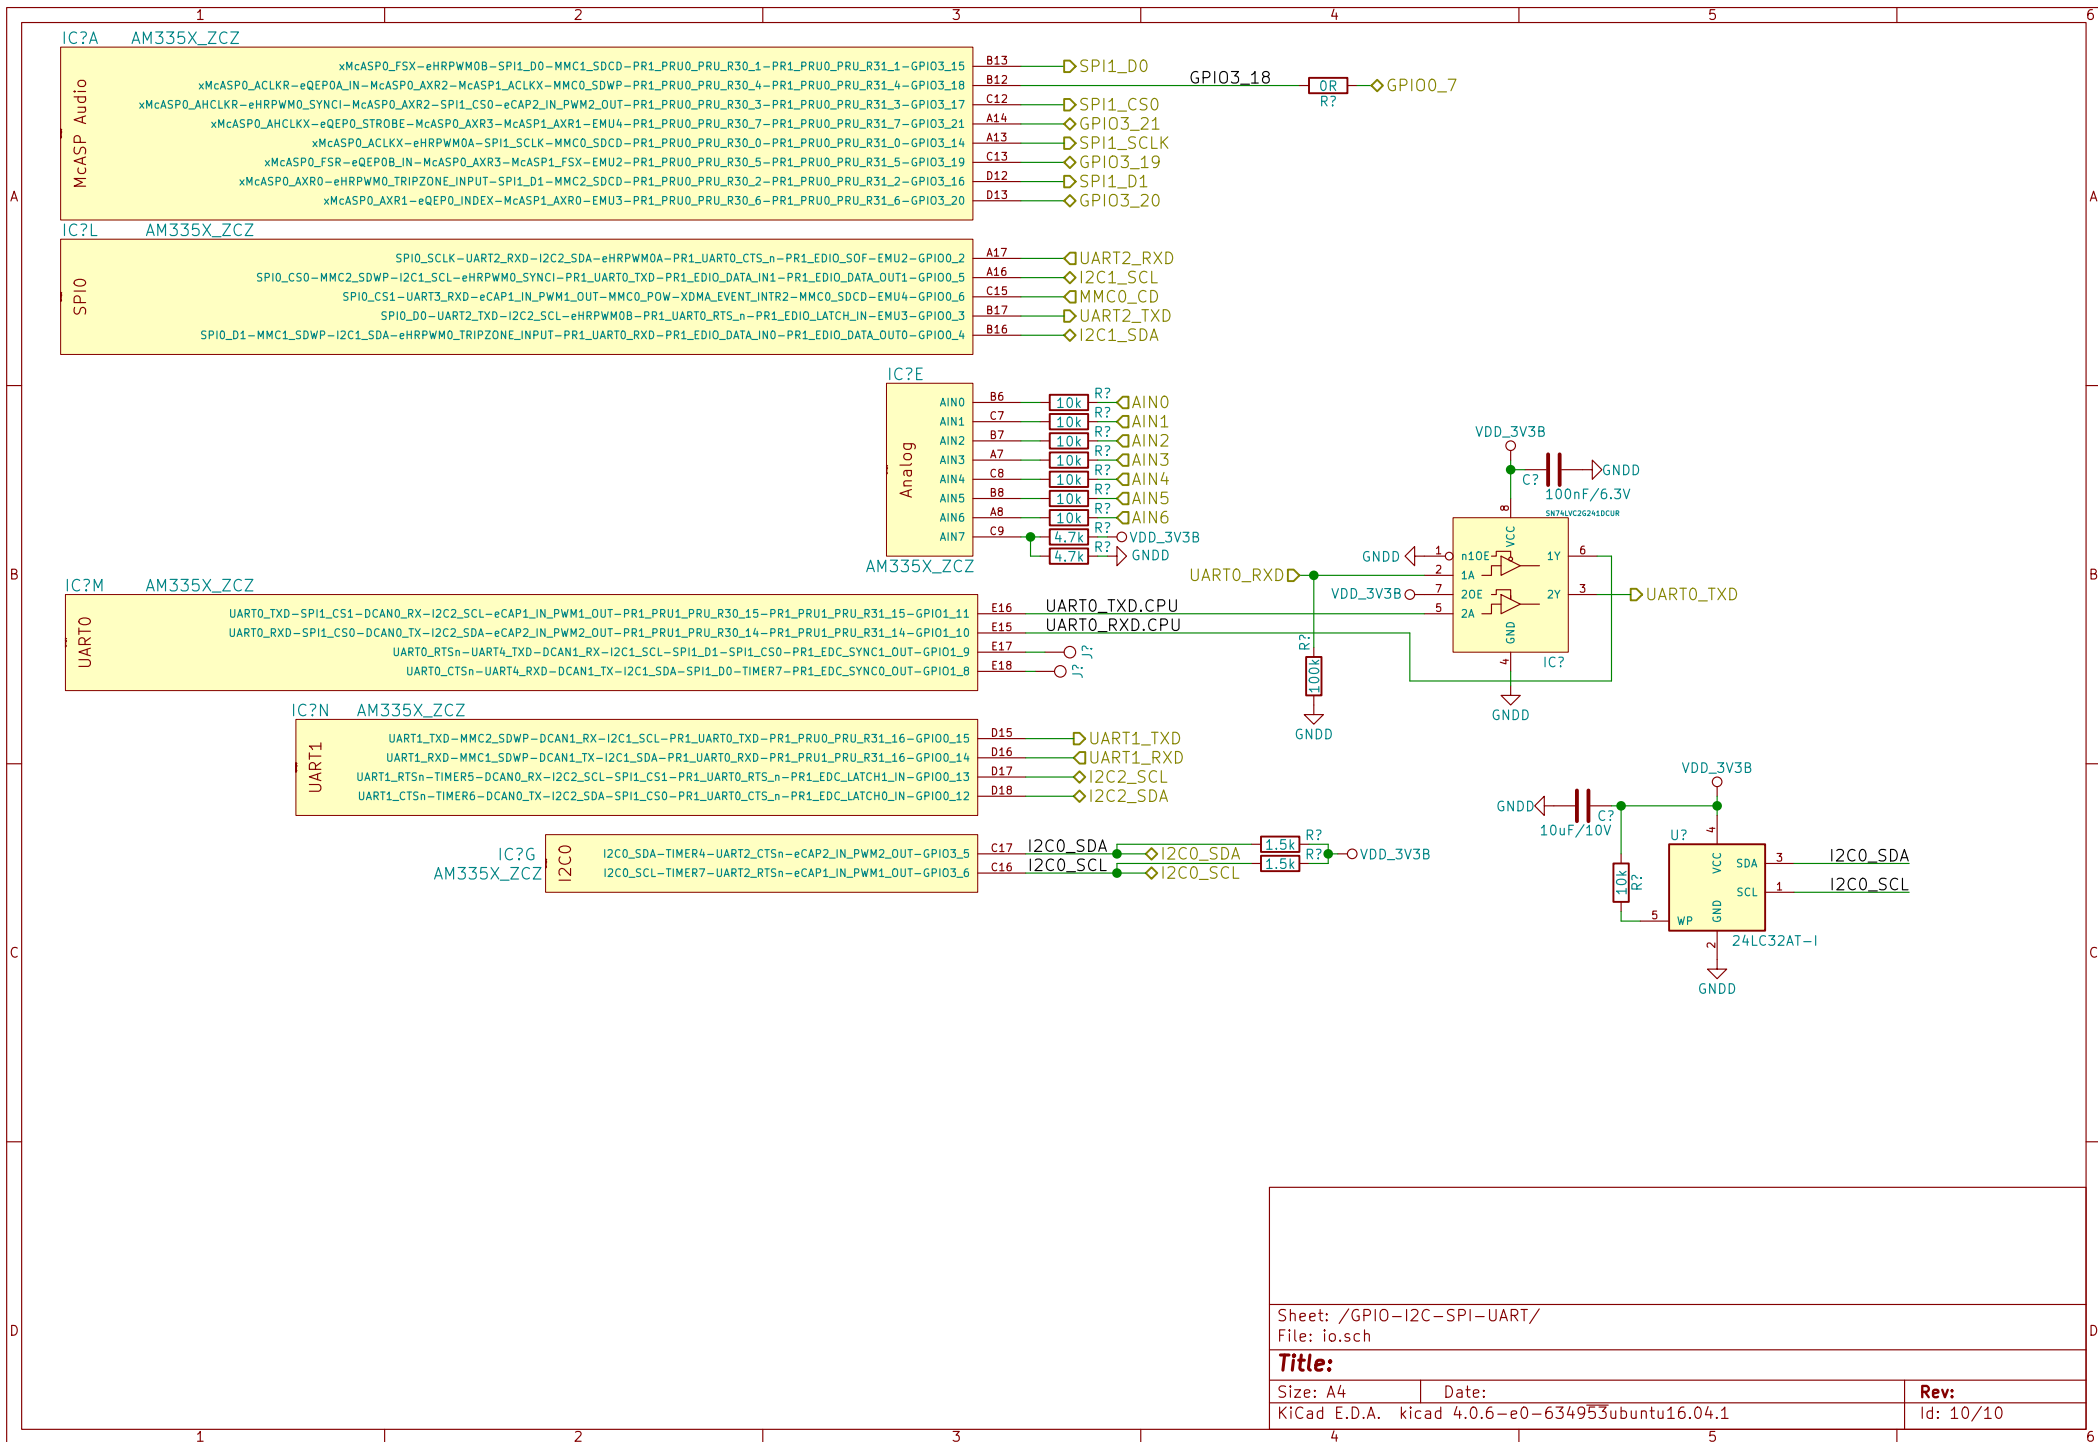 1 2 3 4 5 6
IC?A AM335X_ZCZ
McASP Audio
xMcASP0_FSX-eHRPWM0B-SPI1_D0-MMC1_SDCD-PR1_PRU0_PRU_R30_1-PR1_PRU0_PRU_R31_1-GPIO3_15 B13 SPI1_D0
xMcASP0_ACLKR-eQEP0A_IN-McASP0_AXR2-McASP1_ACLKX-MMC0_SDWP-PR1_PRU0_PRU_R30_4-PR1_PRU0_PRU_R31_4-GPIO3_18 B12 GPIO3_18 0R R? GPIO0_7
xMcASP0_AHCLKR-eHRPWM0_SYNCI-McASP0_AXR2-SPI1_CS0-eCAP2_IN_PWM2_OUT-PR1_PRU0_PRU_R30_3-PR1_PRU0_PRU_R31_3-GPIO3_17 C12 SPI1_CS0
xMcASP0_AHCLKX-eQEP0_STROBE-McASP0_AXR3-McASP1_AXR1-EMU4-PR1_PRU0_PRU_R30_7-PR1_PRU0_PRU_R31_7-GPIO3_21 A14 GPIO3_21
xMcASP0_ACLKX-eHRPWM0A-SPI1_SCLK-MMC0_SDCD-PR1_PRU0_PRU_R30_0-PR1_PRU0_PRU_R31_0-GPIO3_14 A13 SPI1_SCLK
xMcASP0_FSR-eQEP0B_IN-McASP0_AXR3-McASP1_FSX-EMU2-PR1_PRU0_PRU_R30_5-PR1_PRU0_PRU_R31_5-GPIO3_19 C13 GPIO3_19
xMcASP0_AXR0-eHRPWM0_TRIPZONE_INPUT-SPI1_D1-MMC2_SDCD-PR1_PRU0_PRU_R30_2-PR1_PRU0_PRU_R31_2-GPIO3_16 D12 SPI1_D1
xMcASP0_AXR1-eQEP0_INDEX-McASP1_AXR0-EMU3-PR1_PRU0_PRU_R30_6-PR1_PRU0_PRU_R31_6-GPIO3_20 D13 GPIO3_20
A A
IC?L AM335X_ZCZ
SPI0
SPI0_SCLK-UART2_RXD-I2C2_SDA-eHRPWM0A-PR1_UART0_CTS_n-PR1_EDIO_SOF-EMU2-GPIO0_2 A17 UART2_RXD
SPI0_CS0-MMC2_SDWP-I2C1_SCL-eHRPWM0_SYNCI-PR1_UART0_TXD-PR1_EDIO_DATA_IN1-PR1_EDIO_DATA_OUT1-GPIO0_5 A16 I2C1_SCL
SPI0_CS1-UART3_RXD-eCAP1_IN_PWM1_OUT-MMC0_POW-XDMA_EVENT_INTR2-MMC0_SDCD-EMU4-GPIO0_6 C15 MMC0_CD
SPI0_D0-UART2_TXD-I2C2_SCL-eHRPWM0B-PR1_UART0_RTS_n-PR1_EDIO_LATCH_IN-EMU3-GPIO0_3 B17 UART2_TXD
SPI0_D1-MMC1_SDWP-I2C1_SDA-eHRPWM0_TRIPZONE_INPUT-PR1_UART0_RXD-PR1_EDIO_DATA_IN0-PR1_EDIO_DATA_OUT0-GPIO0_4 B16 I2C1_SDA
IC?E
Analog
AIN0 B6 10k R? AIN0
AIN1 C7 10k R? AIN1
AIN2 B7 10k R? AIN2
AIN3 A7 10k R? AIN3
AIN4 C8 10k R? AIN4
AIN5 B8 10k R? AIN5
AIN6 A8 10k R? AIN6
AIN7 C9 4.7k R? VDD_3V3B
4.7k R? GNDD
AM335X_ZCZ
VDD_3V3B
C? GNDD
100nF/6.3V
SN74LVC2G241DCUR
8 VCC
GNDD 1 n1OE 1Y 6
UART0_RXD 2 1A
VDD_3V3B 7 2OE 2Y 3 UART0_TXD
5 2A
GND
4 IC?
GNDD
R? 100k
GNDD
B B
IC?M AM335X_ZCZ
UART0
UART0_TXD-SPI1_CS1-DCAN0_RX-I2C2_SCL-eCAP1_IN_PWM1_OUT-PR1_PRU1_PRU_R30_15-PR1_PRU1_PRU_R31_15-GPIO1_11 E16 UART0_TXD.CPU
UART0_RXD-SPI1_CS0-DCAN0_TX-I2C2_SDA-eCAP2_IN_PWM2_OUT-PR1_PRU1_PRU_R30_14-PR1_PRU1_PRU_R31_14-GPIO1_10 E15 UART0_RXD.CPU
UART0_RTSn-UART4_TXD-DCAN1_RX-I2C1_SCL-SPI1_D1-SPI1_CS0-PR1_EDC_SYNC1_OUT-GPIO1_9 E17 J?
UART0_CTSn-UART4_RXD-DCAN1_TX-I2C1_SDA-SPI1_D0-TIMER7-PR1_EDC_SYNC0_OUT-GPIO1_8 E18 J?
IC?N AM335X_ZCZ
UART1
UART1_TXD-MMC2_SDWP-DCAN1_RX-I2C1_SCL-PR1_UART0_TXD-PR1_PRU0_PRU_R31_16-GPIO0_15 D15 UART1_TXD
UART1_RXD-MMC1_SDWP-DCAN1_TX-I2C1_SDA-PR1_UART0_RXD-PR1_PRU1_PRU_R31_16-GPIO0_14 D16 UART1_RXD
UART1_RTSn-TIMER5-DCAN0_RX-I2C2_SCL-SPI1_CS1-PR1_UART0_RTS_n-PR1_EDC_LATCH1_IN-GPIO0_13 D17 I2C2_SCL
UART1_CTSn-TIMER6-DCAN0_TX-I2C2_SDA-SPI1_CS0-PR1_UART0_CTS_n-PR1_EDC_LATCH0_IN-GPIO0_12 D18 I2C2_SDA
IC?G
AM335X_ZCZ
I2C0
I2C0_SDA-TIMER4-UART2_CTSn-eCAP2_IN_PWM2_OUT-GPIO3_5 C17 I2C0_SDA I2C0_SDA 1.5k R? VDD_3V3B
I2C0_SCL-TIMER7-UART2_RTSn-eCAP1_IN_PWM1_OUT-GPIO3_6 C16 I2C0_SCL I2C0_SCL 1.5k R?
VDD_3V3B
GNDD C?
10uF/10V
U? 4 VCC
SDA 3 I2C0_SDA
10k R?
SCL 1 I2C0_SCL
5 WP GND
2 24LC32AT-I
GNDD
C C
Sheet: /GPIO-I2C-SPI-UART/
File: io.sch
Title:
Size: A4 Date: Rev:
KiCad E.D.A. kicad 4.0.6-e0-634953ubuntu16.04.1 Id: 10/10
D D
1 2 3 4 5 6